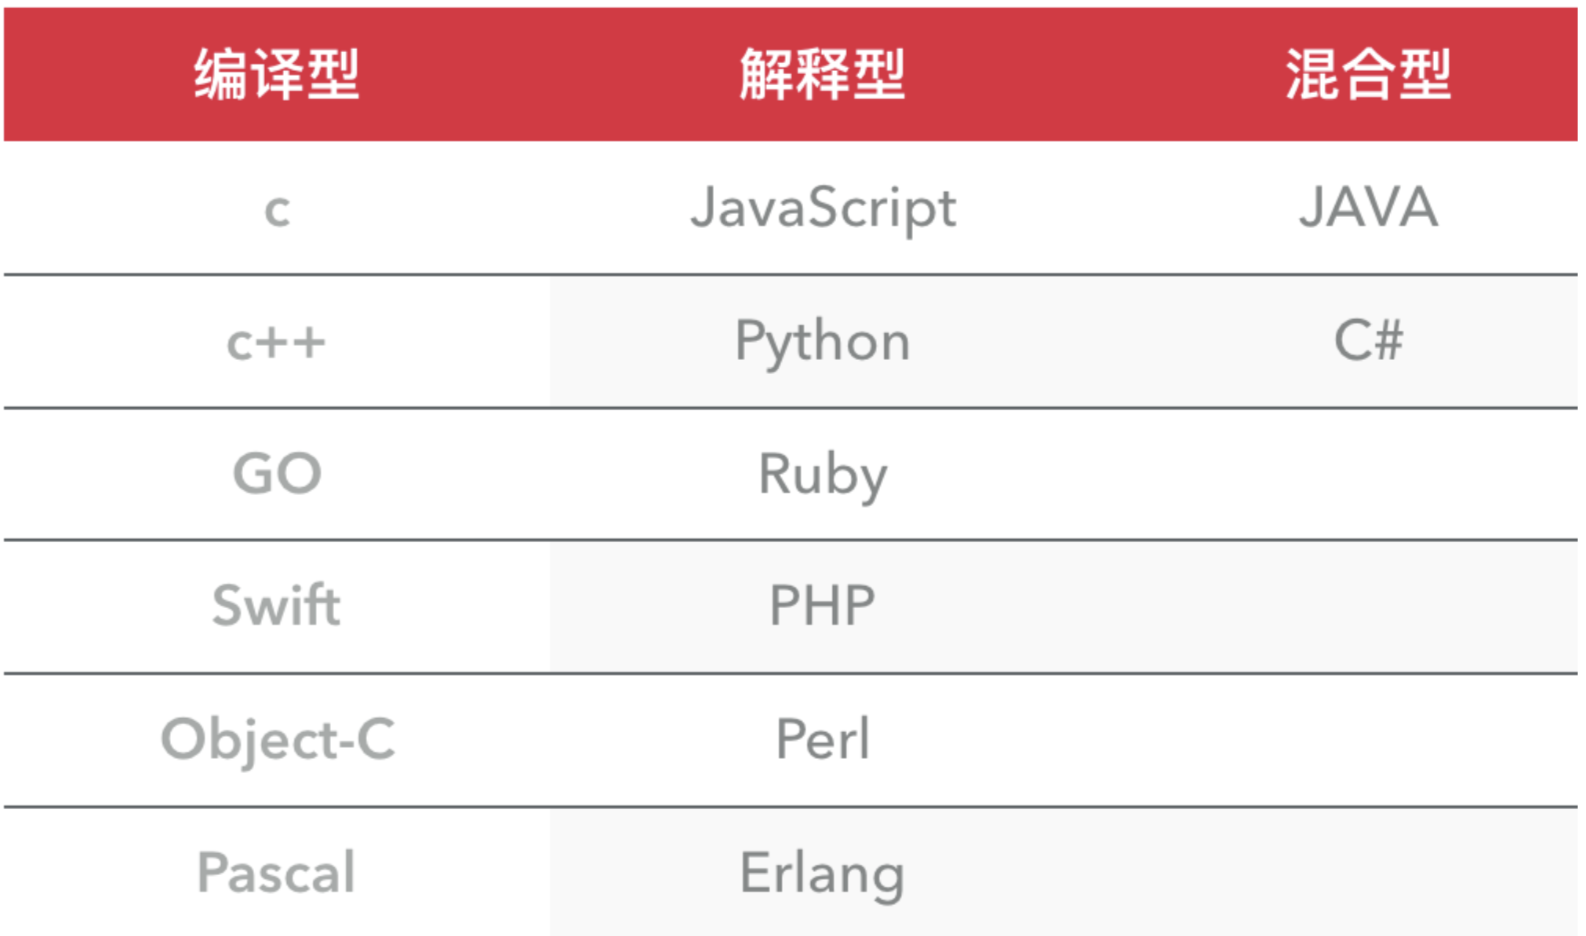 编译型 解释型 混合型
c JavaScript JAVA
c++ Python C#
GO Ruby
Swift PHP
Object-C Perl
Pascal Erlang